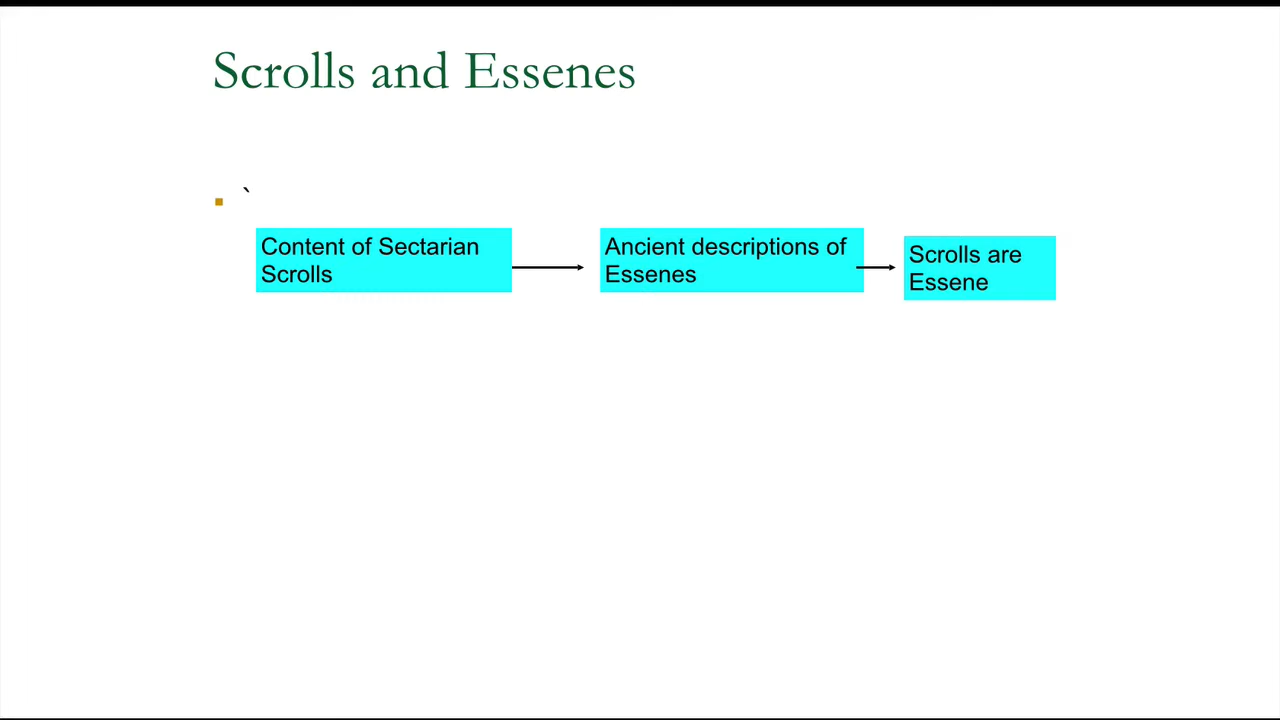 Scrolls and Essenes
`
Content of Sectarian
Scrolls
Ancient descriptions of
Essenes
Scrolls are
Essene